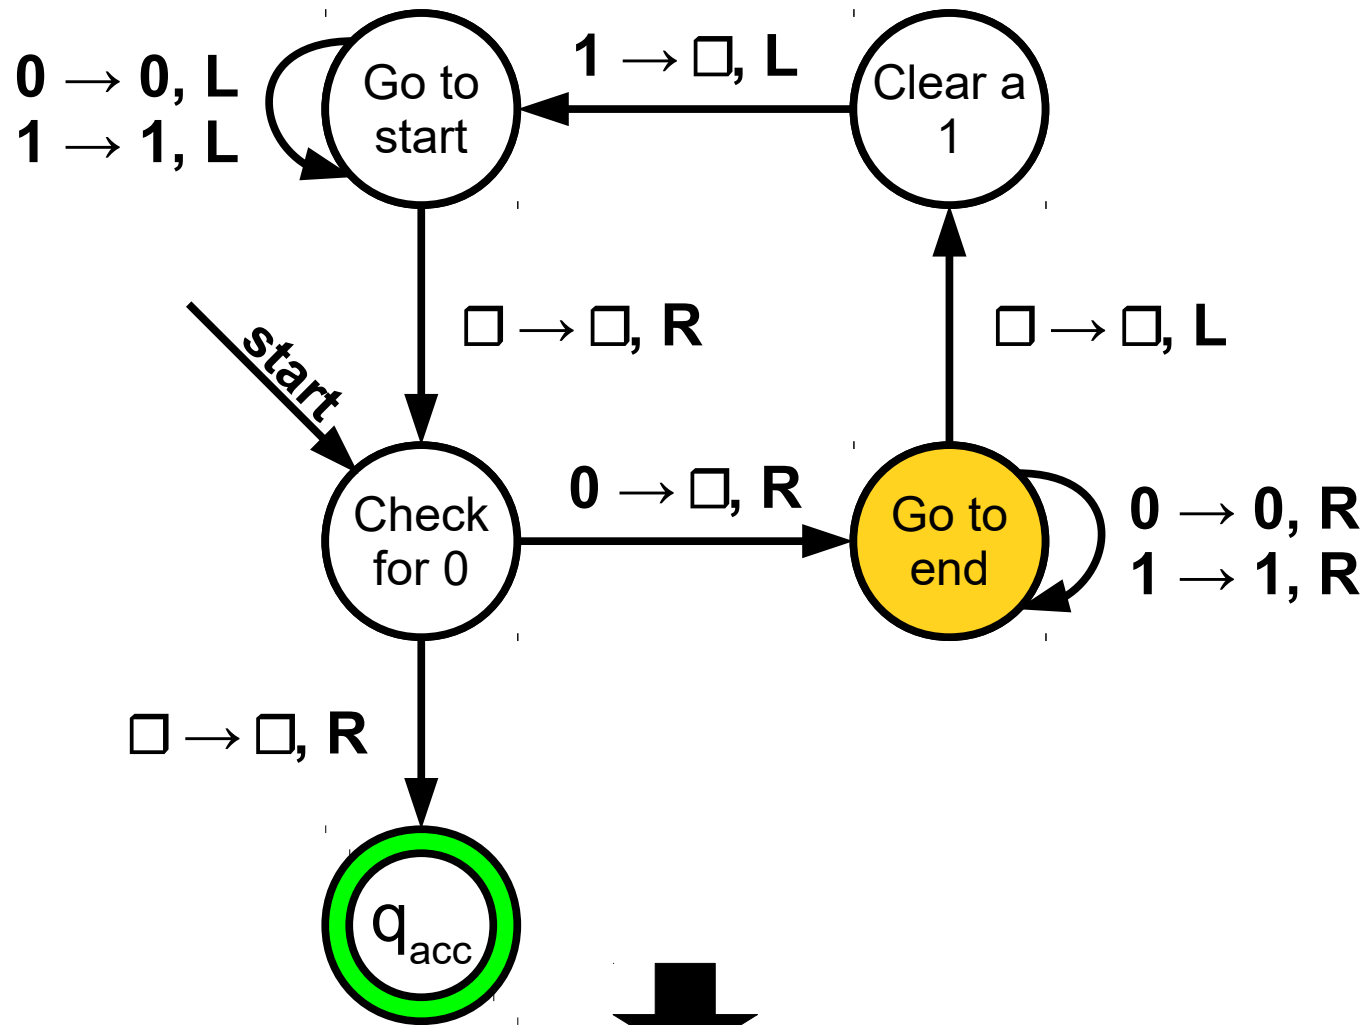 0 → 0, L
1 → 1, L
Go to
start
1 → □, L
Clear a
1
□ → □, R
□ → □, L
start
Check
for 0
0 → □, R
Go to
end
0 → 0, R
1 → 1, R
□ → □, R
qacc